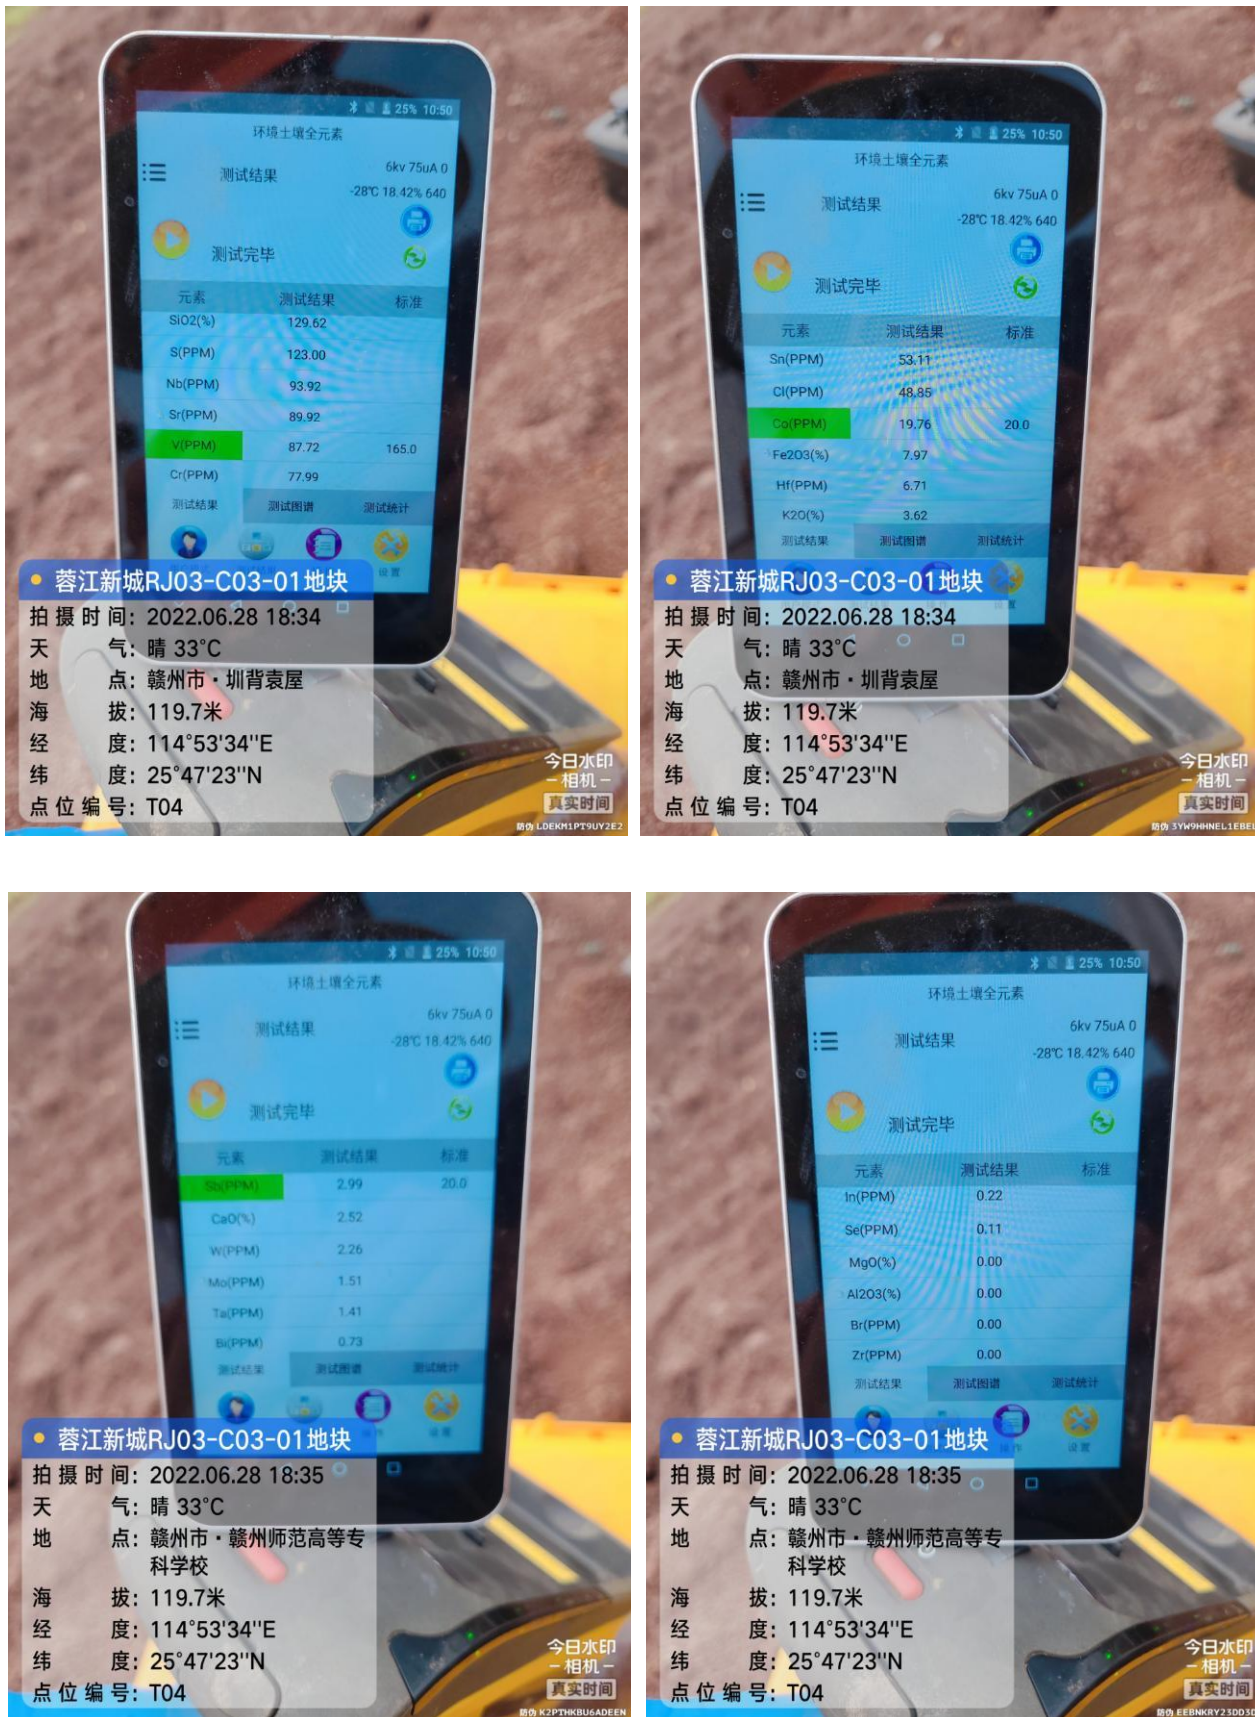 25% 10:50
环境土壤全元素
测试结果
6kv 75uA 0
-28℃ 18.42% 640
测试完毕
元素 测试结果 标准
SiO2(%) 129.62
S(PPM) 123.00
Nb(PPM) 93.92
Sr(PPM) 89.92
V(PPM) 87.72 165.0
Cr(PPM) 77.99
测试结果 测试图谱 测试统计
设置
蓉江新城RJ03-C03-01地块
拍摄时间: 2022.06.28 18:34
天气: 晴 33°C
地点: 赣州市·圳背袁屋
海拔: 119.7米
经度: 114°53'34''E
纬度: 25°47'23''N
点位编号: T04
今日水印
-相机-
真实时间
防伪 LDEKM1PT9UY2E2
25% 10:50
环境土壤全元素
测试结果
6kv 75uA 0
-28℃ 18.42% 640
测试完毕
元素 测试结果 标准
Sn(PPM) 53.11
Cl(PPM) 48.85
Co(PPM) 19.76 20.0
Fe2O3(%) 7.97
Hf(PPM) 6.71
K2O(%) 3.62
测试结果 测试图谱 测试统计
蓉江新城RJ03-C03-01地块
拍摄时间: 2022.06.28 18:34
天气: 晴 33°C
地点: 赣州市·圳背袁屋
海拔: 119.7米
经度: 114°53'34''E
纬度: 25°47'23''N
点位编号: T04
今日水印
-相机-
真实时间
防伪 3YW9HHNEL1EBEL
25% 10:50
环境土壤全元素
测试结果
6kv 75uA 0
-28℃ 18.42% 640
测试完毕
元素 测试结果 标准
Sb(PPM) 2.99 20.0
CaO(%) 2.52
W(PPM) 2.26
Mo(PPM) 1.51
Ta(PPM) 1.41
Bi(PPM) 0.73
测试结果 测试图谱 测试统计
设置
蓉江新城RJ03-C03-01地块
拍摄时间: 2022.06.28 18:35
天气: 晴 33°C
地点: 赣州市·赣州师范高等专
科学校
海拔: 119.7米
经度: 114°53'34''E
纬度: 25°47'23''N
点位编号: T04
今日水印
-相机-
真实时间
防伪 K2PTHKBU6ADEEN
25% 10:50
环境土壤全元素
测试结果
6kv 75uA 0
-28℃ 18.42% 640
测试完毕
元素 测试结果 标准
In(PPM) 0.22
Se(PPM) 0.11
MgO(%) 0.00
Al2O3(%) 0.00
Br(PPM) 0.00
Zr(PPM) 0.00
测试结果 测试图谱 测试统计
设置
蓉江新城RJ03-C03-01地块
拍摄时间: 2022.06.28 18:35
天气: 晴 33°C
地点: 赣州市·赣州师范高等专
科学校
海拔: 119.7米
经度: 114°53'34''E
纬度: 25°47'23''N
点位编号: T04
今日水印
-相机-
真实时间